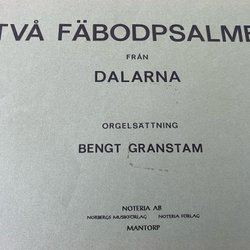 TVÅ FÄBODPSALME
FRÅN
DALARNA
ORGELSÄTTNING
BENGT GRANSTAM
NOTERIA AB
NORBERGS MUSIKFÖRLAG NOTERIA FÖRLAG
MANTORP